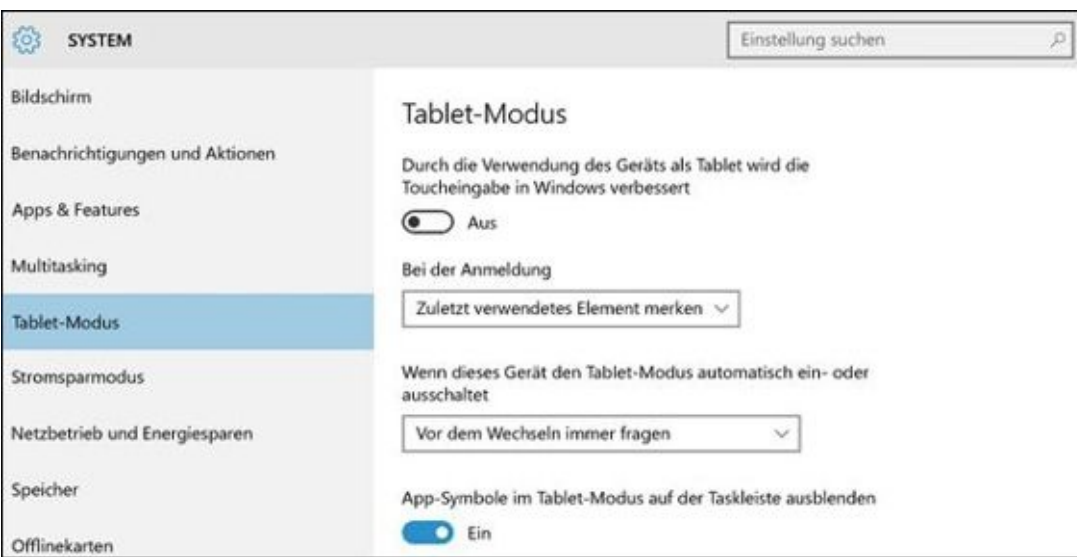 SYSTEM
Einstellung suchen
Bildschirm
Benachrichtigungen und Aktionen
Apps & Features
Multitasking
Tablet-Modus
Stromsparmodus
Netzbetrieb und Energiesparen
Speicher
Offlinekarten
Tablet-Modus
Durch die Verwendung des Geräts als Tablet wird die
Toucheingabe in Windows verbessert
Aus
Bei der Anmeldung
Zuletzt verwendetes Element merken
Wenn dieses Gerät den Tablet-Modus automatisch ein- oder
ausschaltet
Vor dem Wechseln immer fragen
App-Symbole im Tablet-Modus auf der Taskleiste ausblenden
Ein